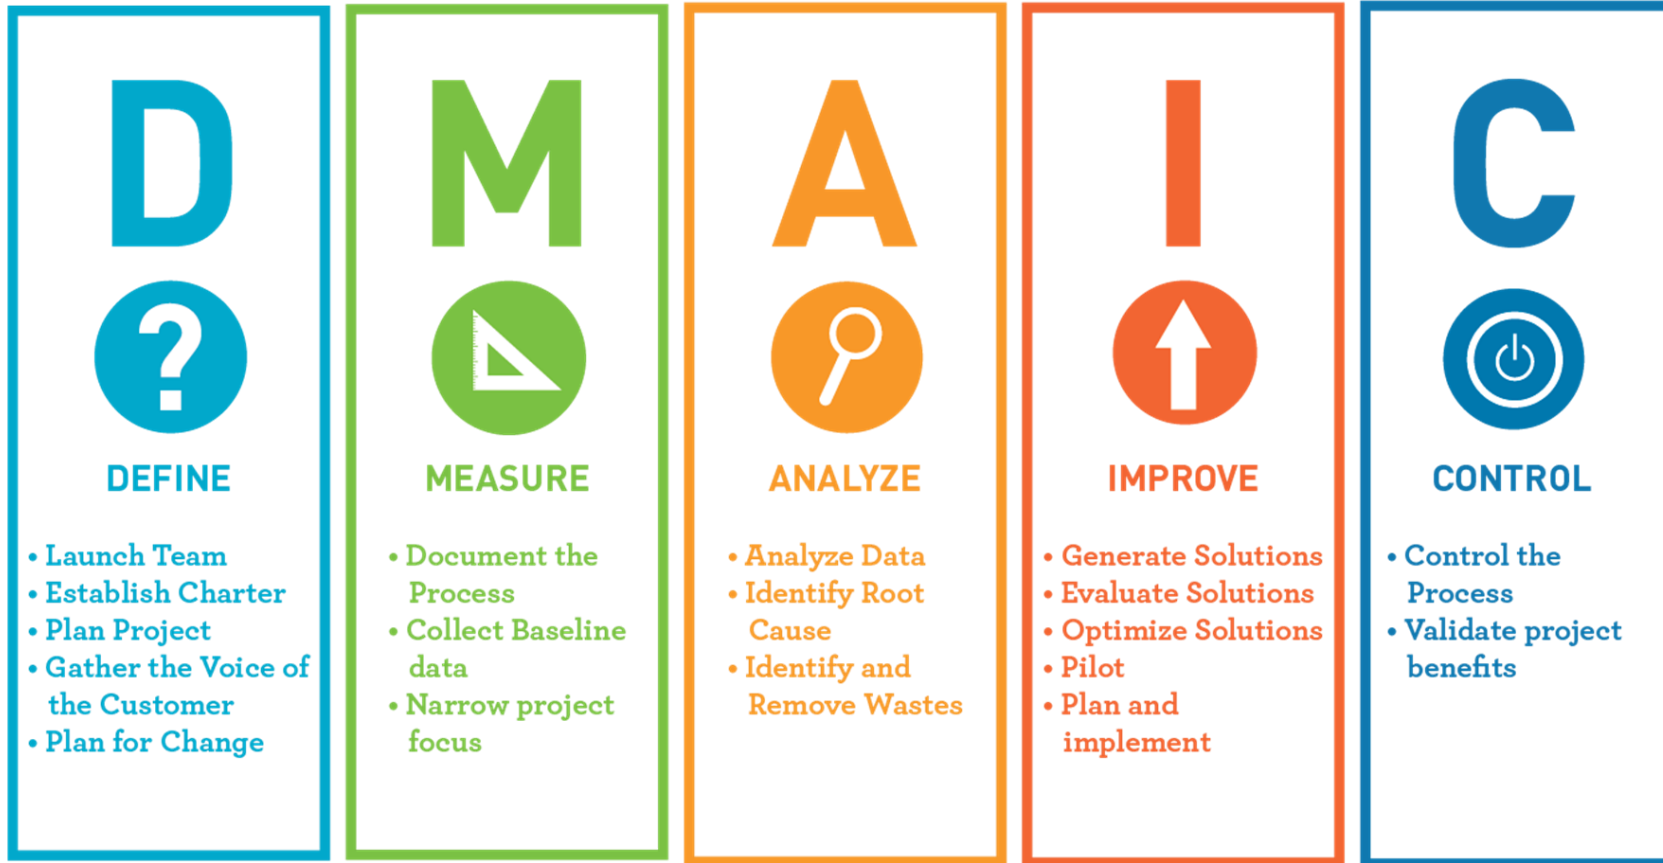 D
DEFINE
• Launch Team
• Establish Charter
• Plan Project
• Gather the Voice of
the Customer
• Plan for Change
M
MEASURE
• Document the
Process
• Collect Baseline
data
• Narrow project
focus
A
ANALYZE
• Analyze Data
• Identify Root
Cause
• Identify and
Remove Wastes
I
IMPROVE
• Generate Solutions
• Evaluate Solutions
• Optimize Solutions
• Pilot
• Plan and
implement
C
CONTROL
• Control the
Process
• Validate project
benefits